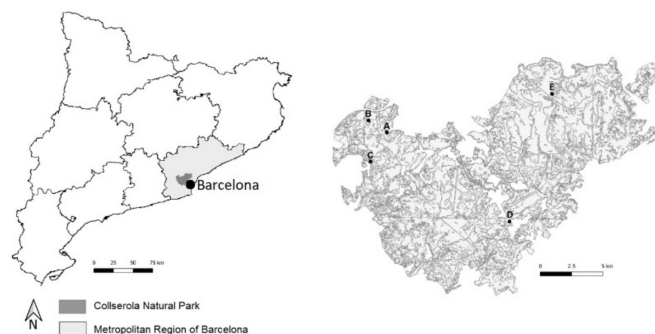 Barcelona
0 25 50 75 km
N
Collserola Natural Park
Metropolitan Region of Barcelona
E
B
A
C
D
0 2.5 5 km